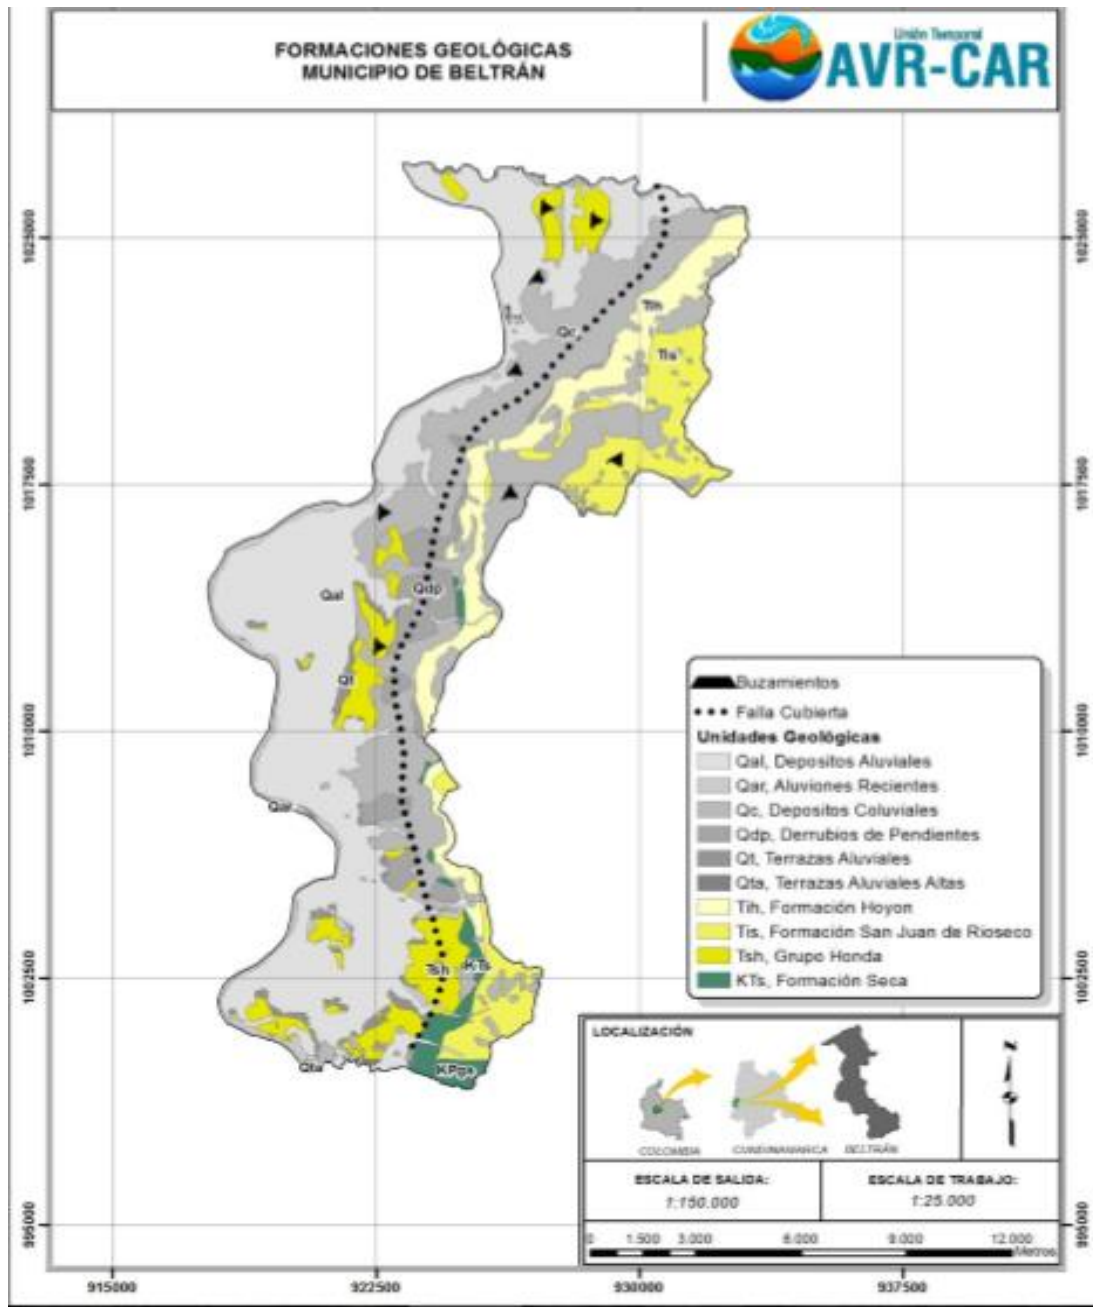 FORMACIONES GEOLÓGICAS
MUNICIPIO DE BELTRÁN
Unión Temporal
AVR-CAR
1025000
1025000
Tih
Qc
Tis
1017500
1017500
Qdp
Qal
Qt
1010000
1010000
Qar
KTs
Tsh
1002500
1002500
Qta
KPgs
Buzamientos
Falla Cubierta
Unidades Geológicas
Qal, Depositos Aluviales
Qar, Aluviones Recientes
Qc, Depositos Coluviales
Qdp, Derrubios de Pendientes
Qt, Terrazas Aluviales
Qta, Terrazas Aluviales Altas
Tih, Formación Hoyon
Tis, Formación San Juan de Rioseco
Tsh, Grupo Honda
KTs, Formación Seca
LOCALIZACIÓN
N
COLOMBIA
CUNDINAMARCA
BELTRÁN
ESCALA DE SALIDA:
1:150.000
ESCALA DE TRABAJO:
1:25.000
0 1.500 3.000 6.000 9.000 12.000
Metros
995000
995000
915000 922500 930000 937500